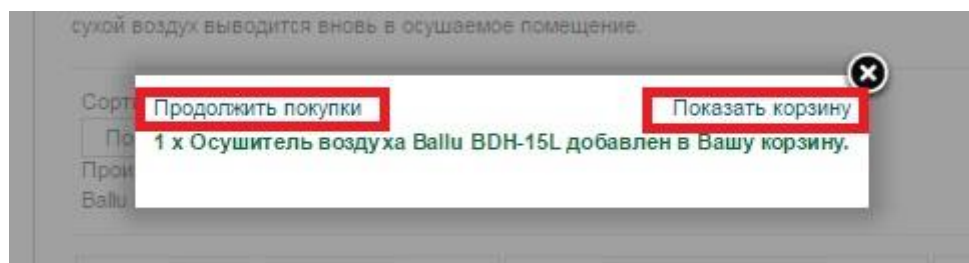 сухой воздух выводится вновь в осушаемое помещение.
Продолжить покупки
Показать корзину
1 x Осушитель воздуха Ballu BDH-15L добавлен в Вашу корзину.
Ballu